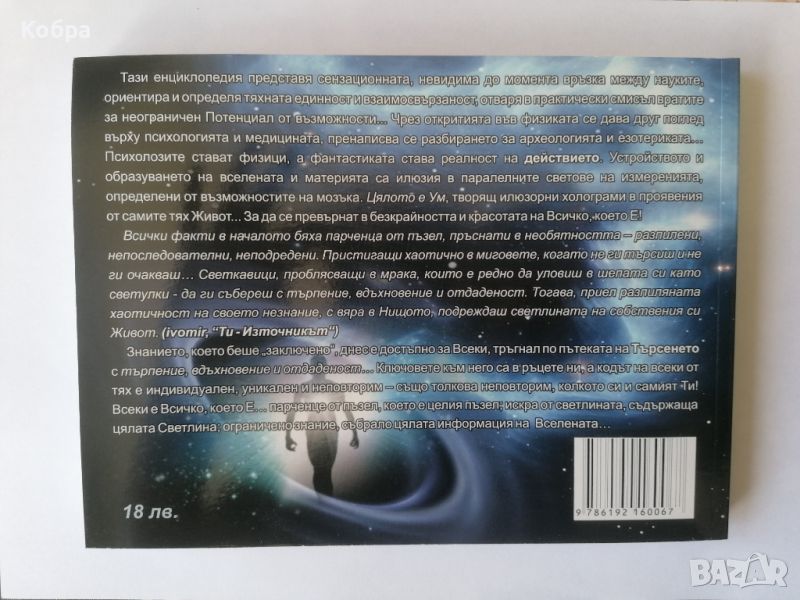 Кобра
Тази енциклопедия представя сензационната, невидима до момента връзка между науките,
ориентира и определя тяхната единност и взаимосвързаност, отваря в практически смисъл вратите
за неограничен Потенциал от възможности... Чрез откритията във физиката се дава друг поглед
върху психологията и медицината, пренаписва се разбирането за археологията и езотериката...
Психолозите стават физици, а фантастиката става реалност на действието. Устройството и
образуването на вселената и материята са илюзия в паралелните светове на измеренията,
определени от възможностите на мозъка. Цялото е Ум, творящ илюзорни холограми в проявения
от самите тях Живот... За да се превърнат в безкрайността и красотата на Всичко, което Е!
Всички факти в началото бяха парченца от пъзел, пръснати в необятността – разпилени,
непоследователни, неподредени. Пристигащи хаотично в миговете, когато не ги търсиш и не
ги очакваш... Светкавици, проблясващи в мрака, които е редно да уловиш в шепата си като
светулки - да ги събереш с търпение, вдъхновение и отдаденост. Тогава, приел разпиляната
хаотичност на своето незнание, с вяра в Нищото, подреждаш светлината на собствения си
Живот. (ivomir, "Ти - Източникът")
Знанието, което беше „заключено", днес е достъпно за Всеки, тръгнал по пътеката на Търсенето
с търпение, вдъхновение и отдаденост... Ключовете към него са в ръцете ни, а кодът на всеки от
тях е индивидуален, уникален и неповторим – също толкова неповторим, колкото си и самият Ти!
Всеки е Всичко, което Е... парченце от пъзел, което е целия пъзел; искра от светлината, съдържаща
цялата Светлина; ограничено знание, събрало цялата информация на Вселената...
18 лв.
9 786192 160067
BAZAR